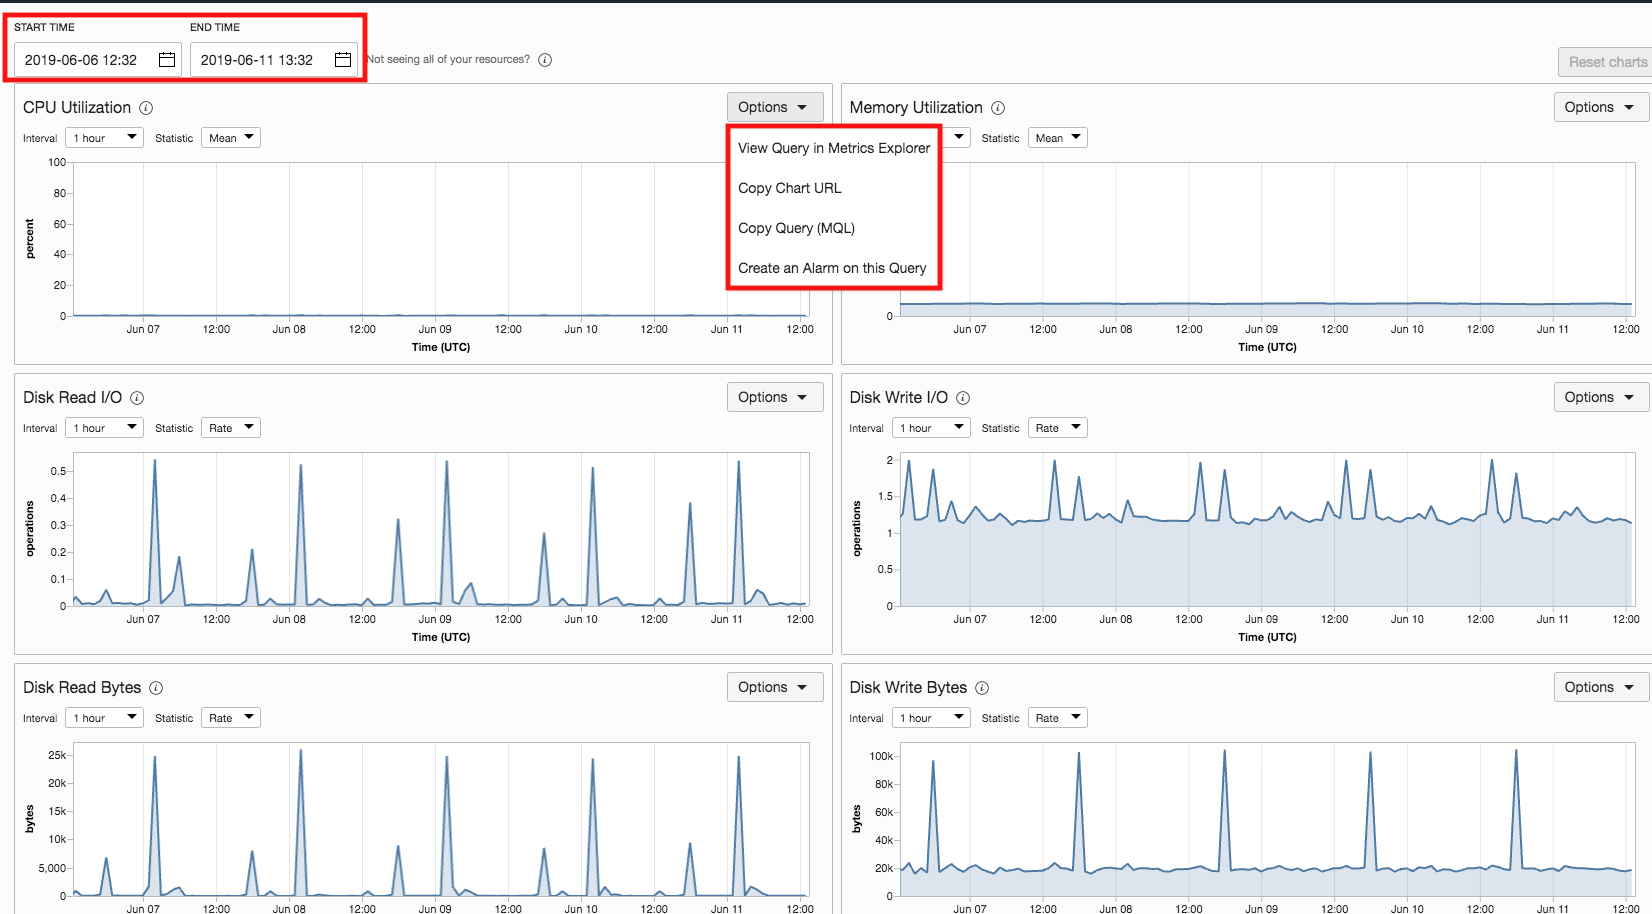 START TIME
END TIME
2019-06-06 12:32
2019-06-11 13:32
Not seeing all of your resources?
Reset charts
CPU Utilization
Options
Interval 1 hour Statistic Mean
View Query in Metrics Explorer
Copy Chart URL
Copy Query (MQL)
Create an Alarm on this Query
100
80
60
40
20
0
percent
Jun 07 12:00 Jun 08 12:00 Jun 09 12:00 Jun 10 12:00 Jun 11 12:00
Time (UTC)
Memory Utilization
Options
Statistic Mean
0
Jun 07 12:00 Jun 08 12:00 Jun 09 12:00 Jun 10 12:00 Jun 11 12:00
Time (UTC)
Disk Read I/O
Options
Interval 1 hour Statistic Rate
0.5
0.4
0.3
0.2
0.1
0
operations
Jun 07 12:00 Jun 08 12:00 Jun 09 12:00 Jun 10 12:00 Jun 11 12:00
Time (UTC)
Disk Write I/O
Options
Interval 1 hour Statistic Rate
2
1.5
1
0.5
0
operations
Jun 07 12:00 Jun 08 12:00 Jun 09 12:00 Jun 10 12:00 Jun 11 12:00
Time (UTC)
Disk Read Bytes
Options
Interval 1 hour Statistic Rate
25k
20k
15k
10k
5,000
0
bytes
Jun 07 12:00 Jun 08 12:00 Jun 09 12:00 Jun 10 12:00 Jun 11 12:00
Disk Write Bytes
Options
Interval 1 hour Statistic Rate
100k
80k
60k
40k
20k
0
bytes
Jun 07 12:00 Jun 08 12:00 Jun 09 12:00 Jun 10 12:00 Jun 11 12:00